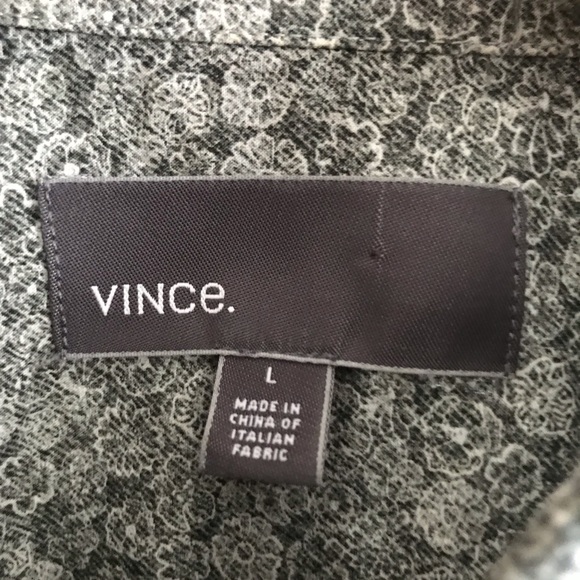 VINCe.
L
MADE IN
CHINA OF
ITALIAN
FABRIC